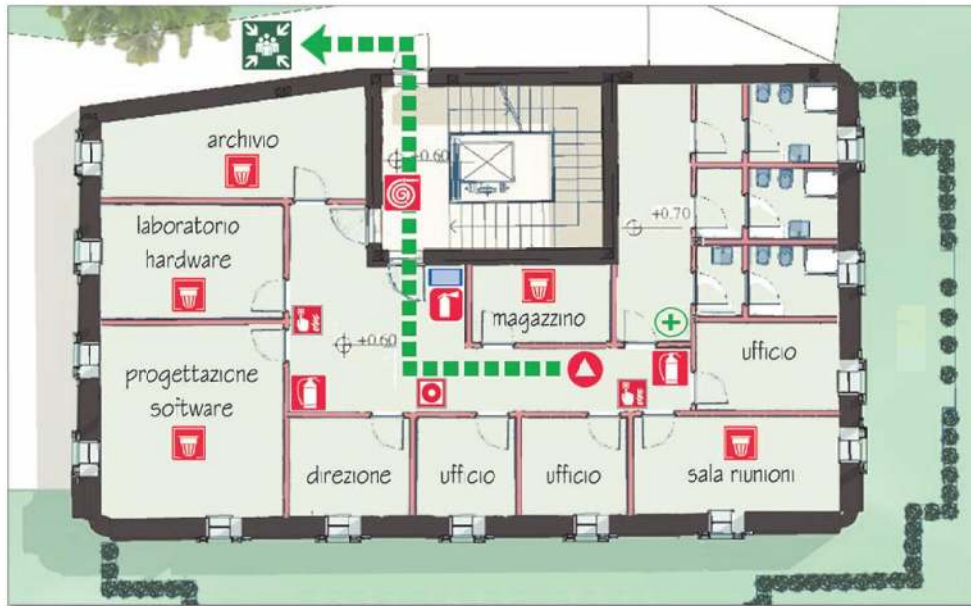 archivio
+0.60
laboratorio
hardware
+0.70
magazzino
+0.60
ufficio
progettazione
software
direzione
ufficio
ufficio
sala riunioni